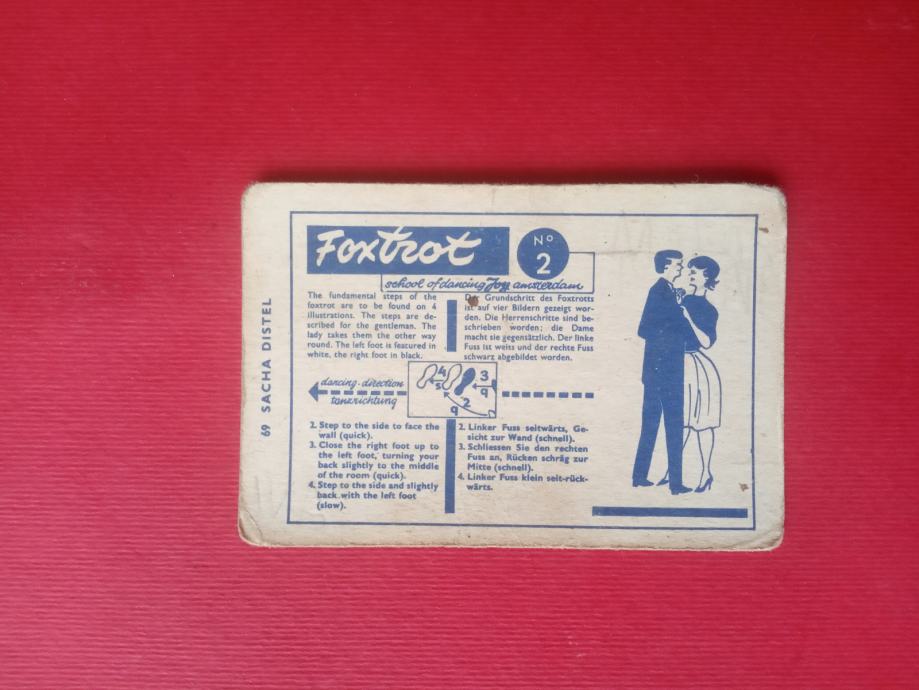 Foxtrot
No
2
school of dancing Joy amsterdam
The fundamental steps of the
foxtrot are to be found on 4
illustrations. The steps are de-
scribed for the gentleman. The
lady takes them the other way
round. The left foot is featured in
white, the right foot in black.
Der Grundschritt des Foxtrotts
ist auf vier Bildern gezeigt wor-
den. Die Herrenschritte sind be-
schrieben worden; die Dame
macht sie gegensätzlich. Der linke
Fuss ist weiss und der rechte Fuss
schwarz abgebildet worden.
dancing-direction
tanzrichtung
4
s
3
q
2
q
2. Step to the side to face the
wall (quick).
3. Close the right foot up to
the left foot, turning your
back slightly to the middle
of the room (quick).
4. Step to the side and slightly
back with the left foot
(slow).
2. Linker Fuss seitwärts, Ge-
sicht zur Wand (schnell).
3. Schliessen Sie den rechten
Fuss an, Rücken schräg zur
Mitte (schnell).
4. Linker Fuss klein seit-rück-
wärts.
69 SACHA DISTEL